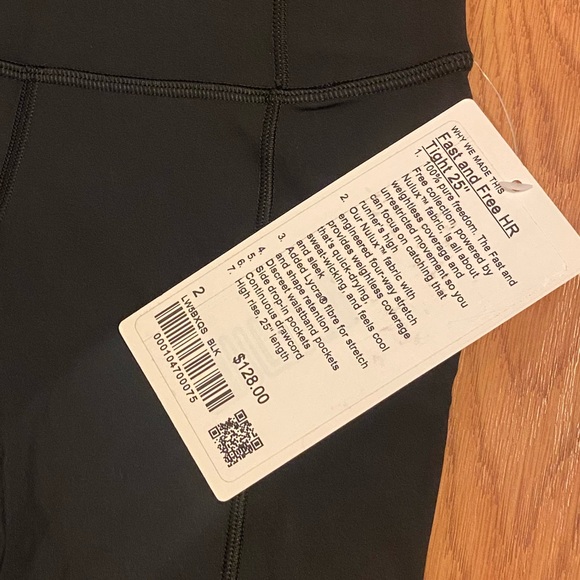 WHY WE MADE THIS
Fast and Free HR
Tight 25"
1. 100% pure freedom. The Fast and
Free collection, powered by
Nulux™ fabric, is all about
weightless coverage and
unrestricted movement so you
can focus on catching that
runner's high
2. Our Nulux™ fabric with
engineered four-way stretch
provides weightless coverage
that's quick-drying,
sweat-wicking, and feels cool
and sleek
3. Added Lycra® fibre for stretch
and shape retention
4. Discreet waistband pockets
5. Side drop-in pockets
6. Continuous drawcord
7. High rise, 25" length
2
LW5BXQS BLK
000104700075
$128.00